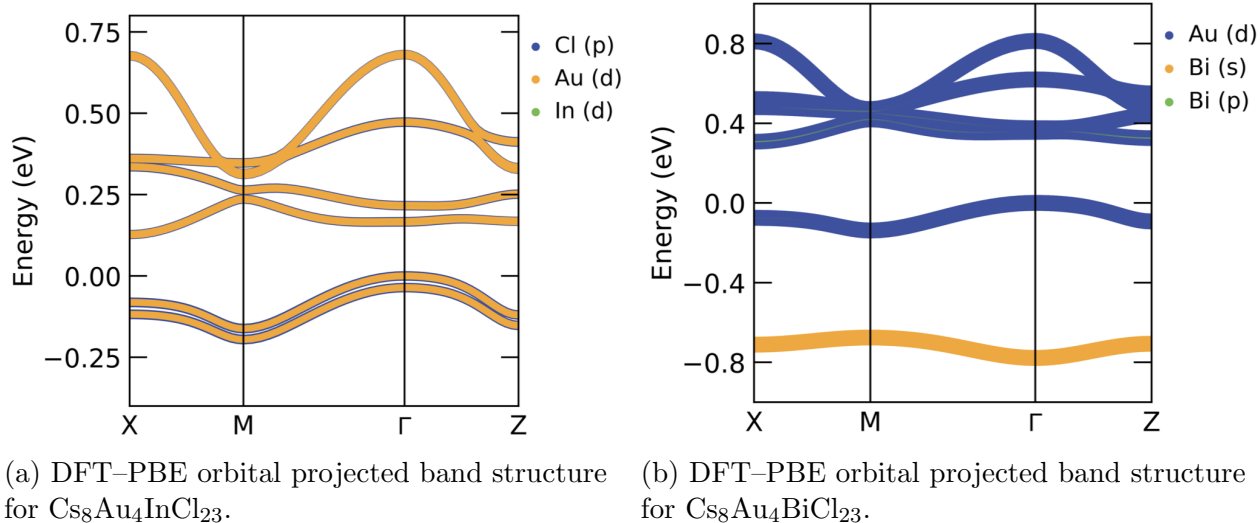 0.75
0.50
0.25
0.00
−0.25
Energy (eV)
X M Γ Z
Cl (p)
Au (d)
In (d)
(a) DFT–PBE orbital projected band structure
for Cs₈Au₄InCl₂₃.
0.8
0.4
0.0
−0.4
−0.8
Energy (eV)
X M Γ Z
Au (d)
Bi (s)
Bi (p)
(b) DFT–PBE orbital projected band structure
for Cs₈Au₄BiCl₂₃.